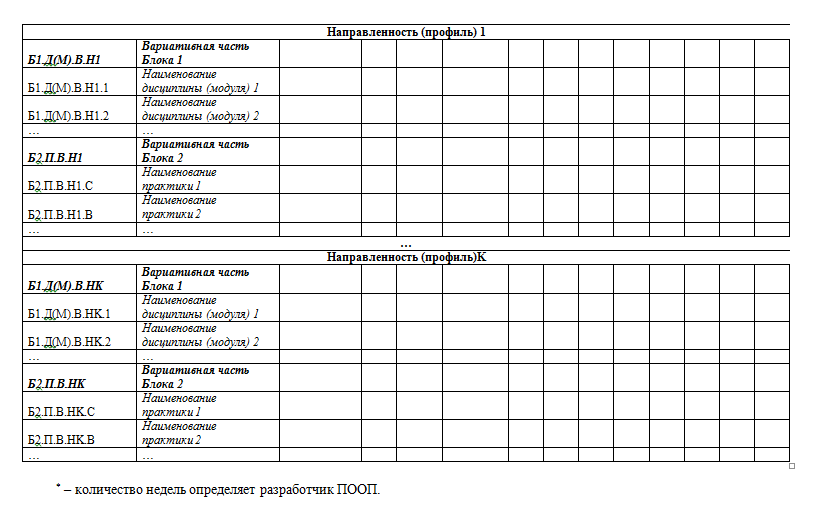 Направленность (профиль) 1
Б1.Д(М).В.Н1 Вариативная часть
Блока 1
Б1.Д(М).В.Н1.1 Наименование
дисциплины (модуля) 1
Б1.Д(М).В.Н1.2 Наименование
дисциплины (модуля) 2
… …
Б2.П.В.Н1 Вариативная часть
Блока 2
Б2.П.В.Н1.С Наименование
практики 1
Б2.П.В.Н1.В Наименование
практики 2
… …
…
Направленность (профиль)К
Б1.Д(М).В.НК Вариативная часть
Блока 1
Б1.Д(М).В.НК.1 Наименование
дисциплины (модуля) 1
Б1.Д(М).В.НК.2 Наименование
дисциплины (модуля) 2
… …
Б2.П.В.НК Вариативная часть
Блока 2
Б2.П.В.НК.С Наименование
практики 1
Б2.П.В.НК.В Наименование
практики 2
… …
* – количество недель определяет разработчик ПООП.